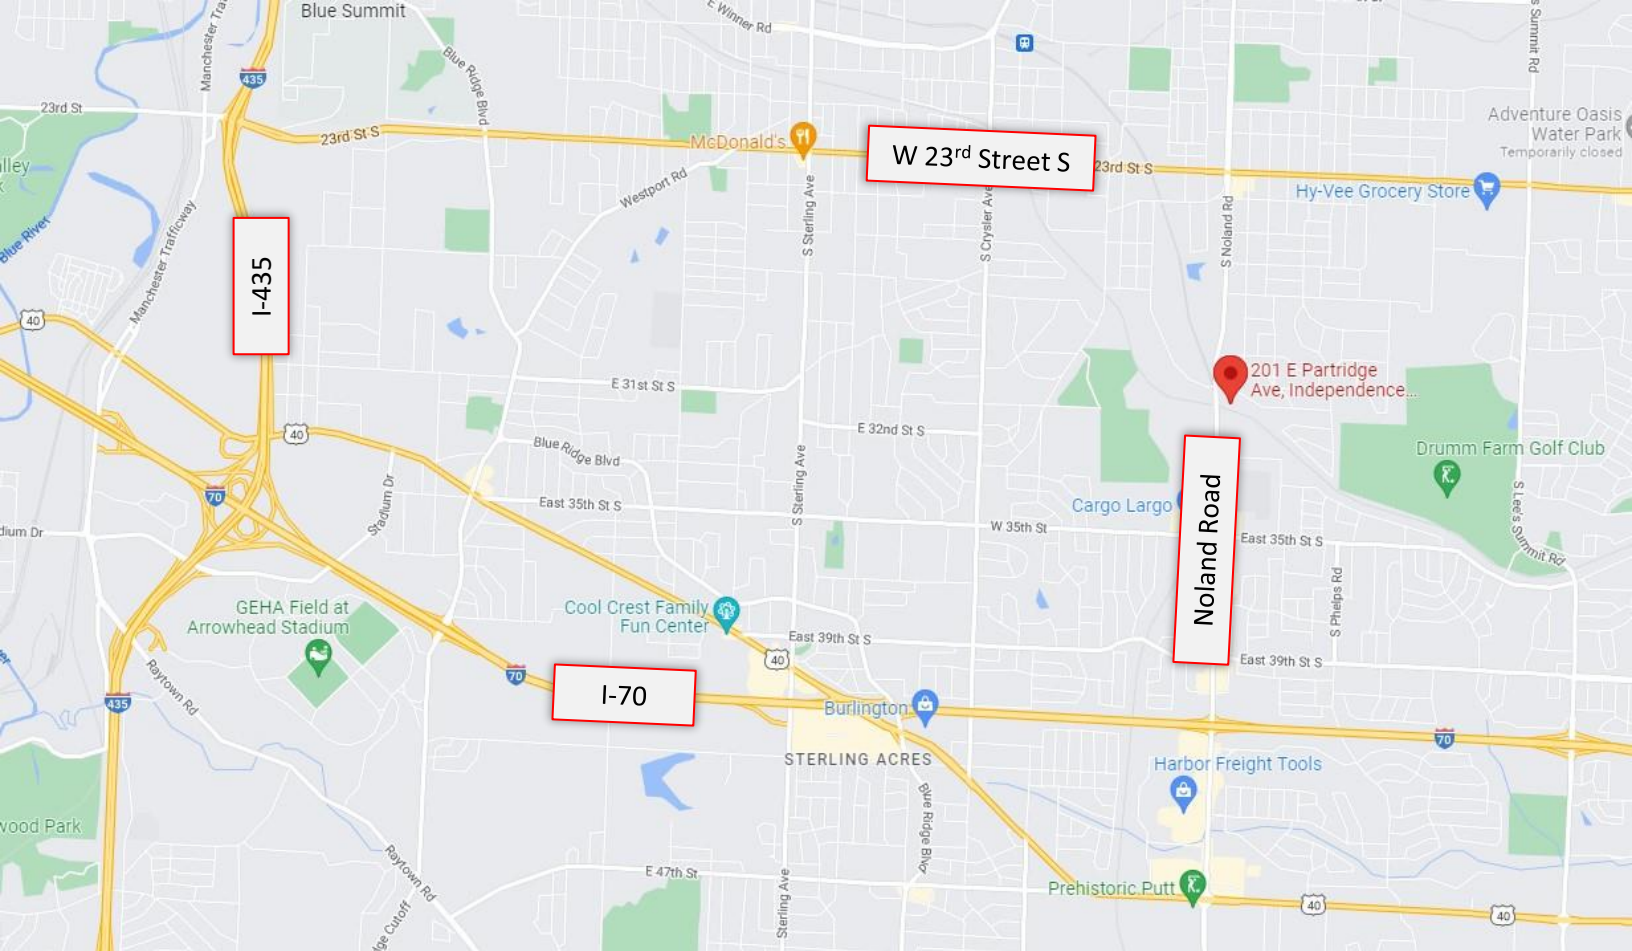 Blue Summit
E Winner Rd
Manchester Tra
Blue Ridge Blvd
S Summit Rd
435
23rd St
23rd St S
McDonald's
W 23rd Street S
23rd St S
Adventure Oasis
Water Park
Temporarily closed
Hy-Vee Grocery Store
alley
Westport Rd
S Sterling Ave
S Crysler Ave
S Noland Rd
Blue River
Manchester Trafficway
I-435
40
201 E Partridge
Ave, Independence...
E 31st St S
E 32nd St S
40
Blue Ridge Blvd
Drumm Farm Golf Club
S Sterling Ave
Stadium Dr
70
East 35th St S
W 35th St
Cargo Largo
Noland Road
East 35th St S
S Lee's Summit Rd
dium Dr
S Phelps Rd
GEHA Field at
Arrowhead Stadium
Cool Crest Family
Fun Center
East 39th St S
East 39th St S
40
Raytown Rd
70
I-70
435
Burlington
70
STERLING ACRES
Harbor Freight Tools
Blue Ridge Blv
wood Park
Raytown Rd
E 47th St
Sterling Ave
Prehistoric Putt
40
40
dge Cutoff